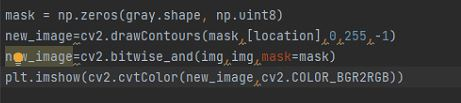 mask = np.zeros(gray.shape, np.uint8)
new_image=cv2.drawContours(mask,[location],0,255,-1)
new_image=cv2.bitwise_and(img,img,mask=mask)
plt.imshow(cv2.cvtColor(new_image,cv2.COLOR_BGR2RGB))